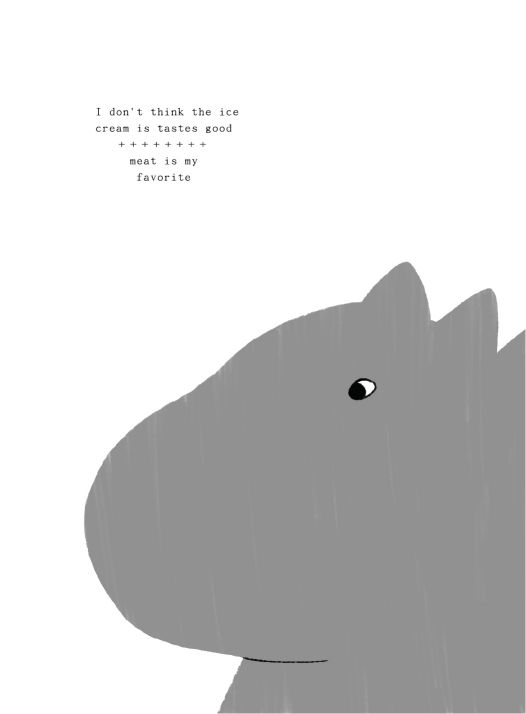 I don't think the ice
cream is tastes good
++++++++
meat is my
favorite